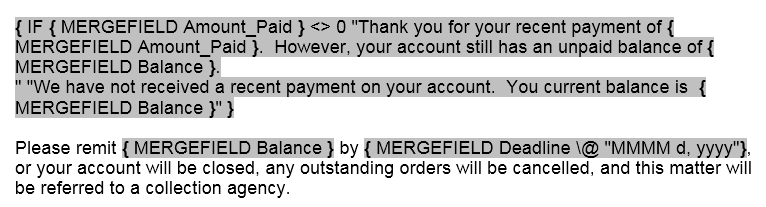 { IF { MERGEFIELD Amount_Paid } <> 0 "Thank you for your recent payment of {
MERGEFIELD Amount_Paid }.  However, your account still has an unpaid balance of {
MERGEFIELD Balance }.
" "We have not received a recent payment on your account.  You current balance is  {
MERGEFIELD Balance }" }
Please remit { MERGEFIELD Balance } by { MERGEFIELD Deadline \@ "MMMM d, yyyy"},
or your account will be closed, any outstanding orders will be cancelled, and this matter will
be referred to a collection agency.